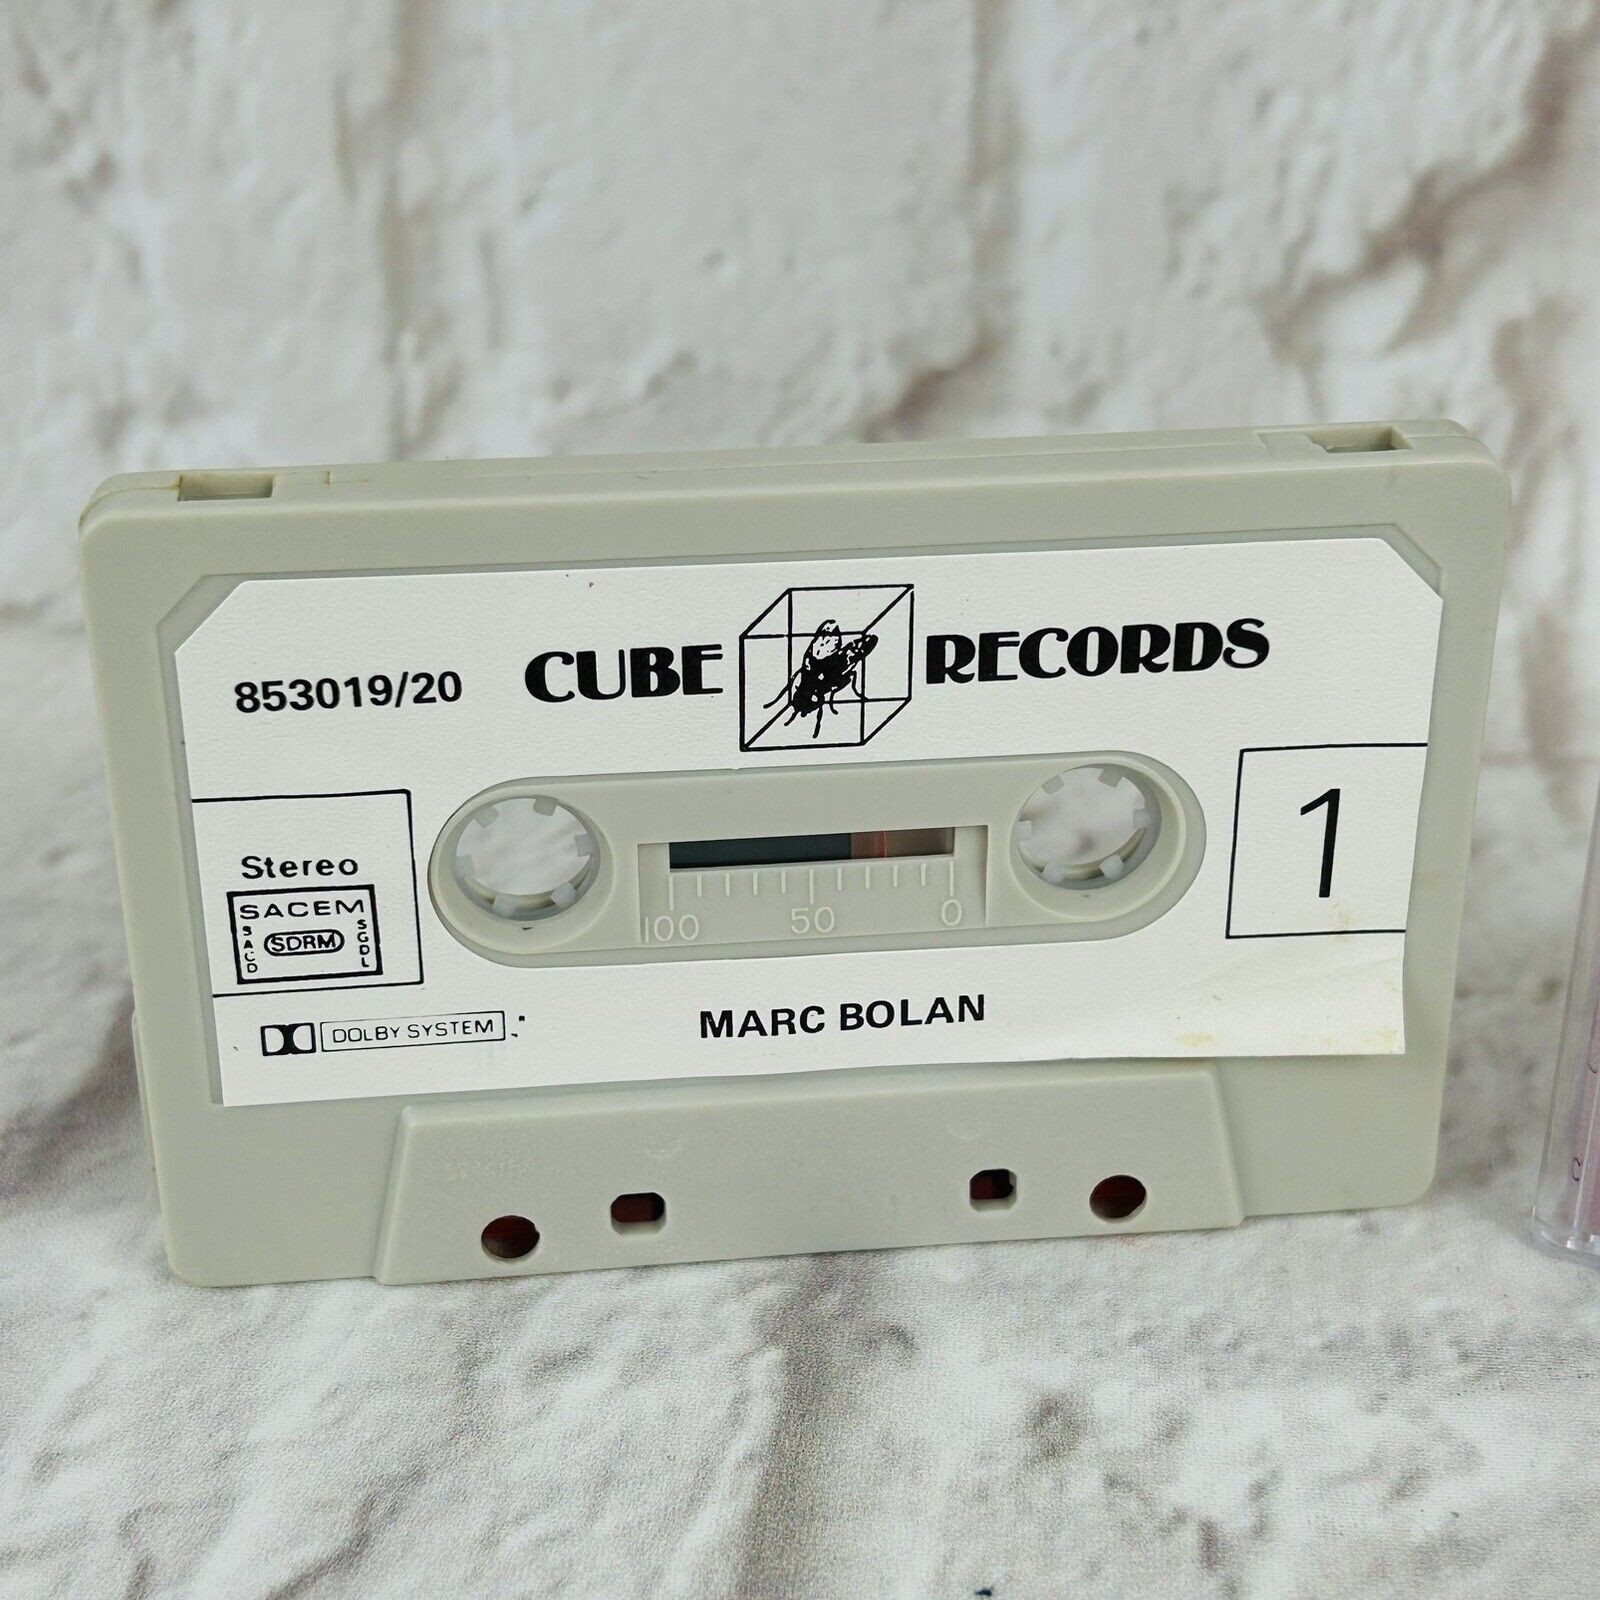 CUBE RECORDS
853019/20
1
Stereo
SACEM
SACD
SDRM
SGDL
100 50 0
DOLBY SYSTEM
MARC BOLAN